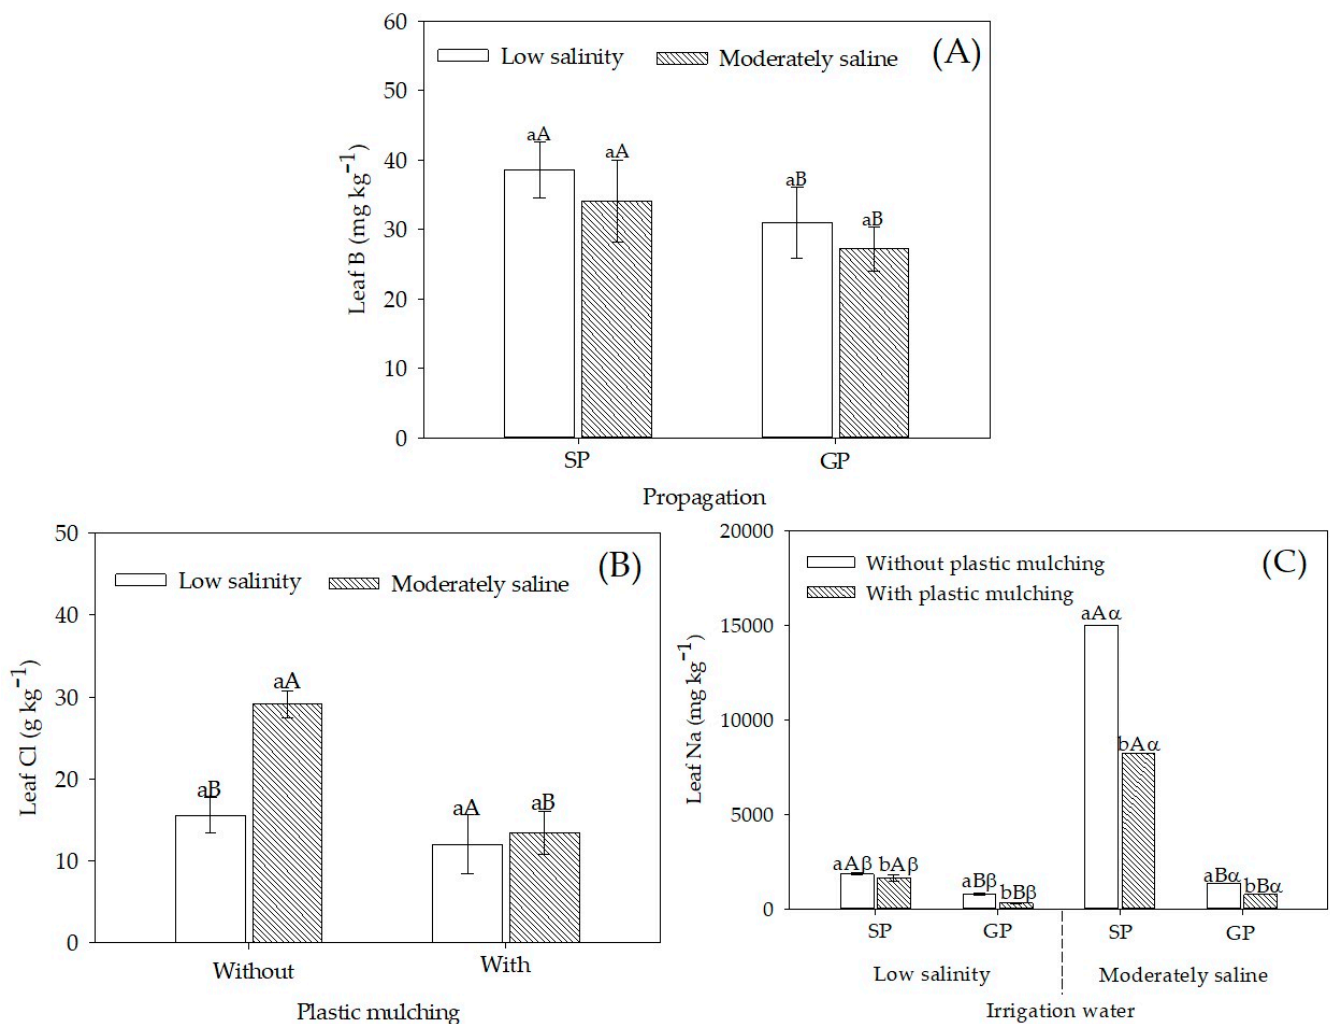 60
50
40
30
20
10
0
Leaf B (mg kg⁻¹)
Low salinity
Moderately saline
(A)
aA
aA
aB
aB
SP
GP
Propagation
50
40
30
20
10
0
Leaf Cl (g kg⁻¹)
Low salinity
Moderately saline
(B)
aB
aA
aA
aB
Without
With
Plastic mulching
20000
15000
10000
5000
0
Leaf Na (mg kg⁻¹)
Without plastic mulching
With plastic mulching
(C)
aAβ
bAβ
aBβ
bBβ
aAα
bAα
aBα
bBα
SP
GP
SP
GP
Low salinity
Moderately saline
Irrigation water